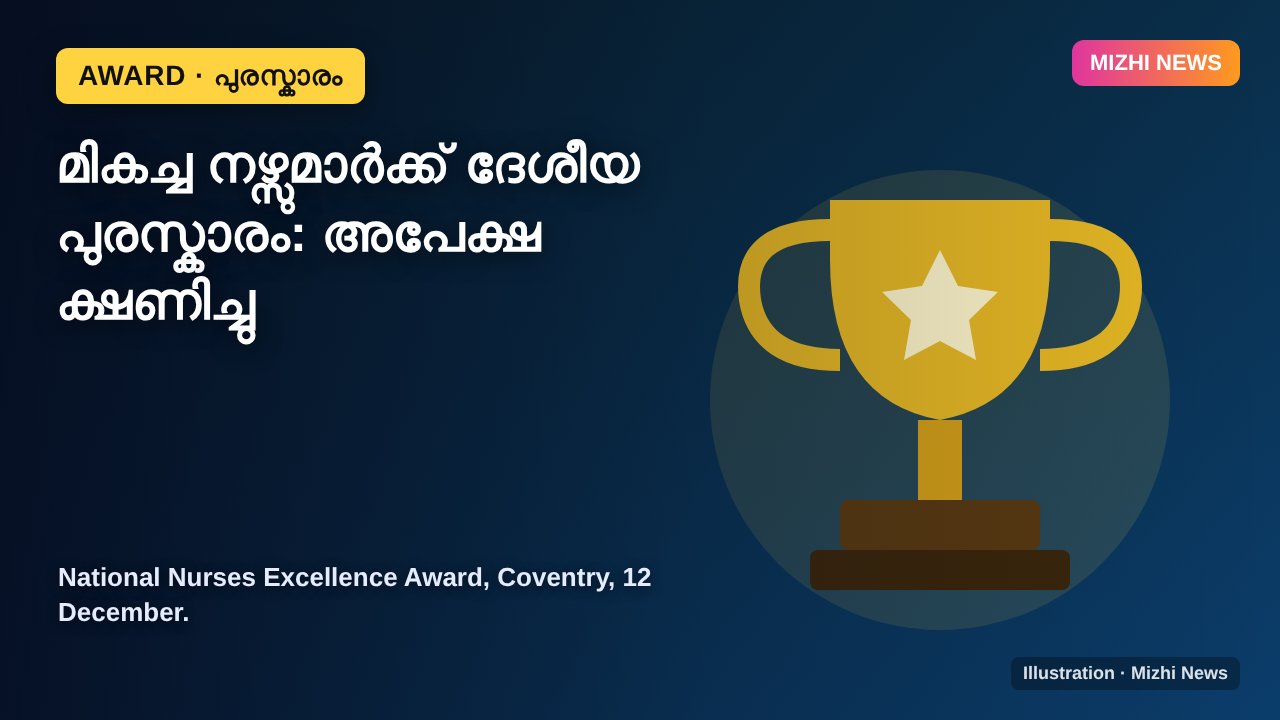 AWARD · പുരസ്കാരം
MIZHI NEWS
മികച്ച നഴ്സുമാർക്ക് ദേശീയ
പുരസ്കാരം: അപേക്ഷ
ക്ഷണിച്ചു
National Nurses Excellence Award, Coventry, 12
December.
Illustration · Mizhi News